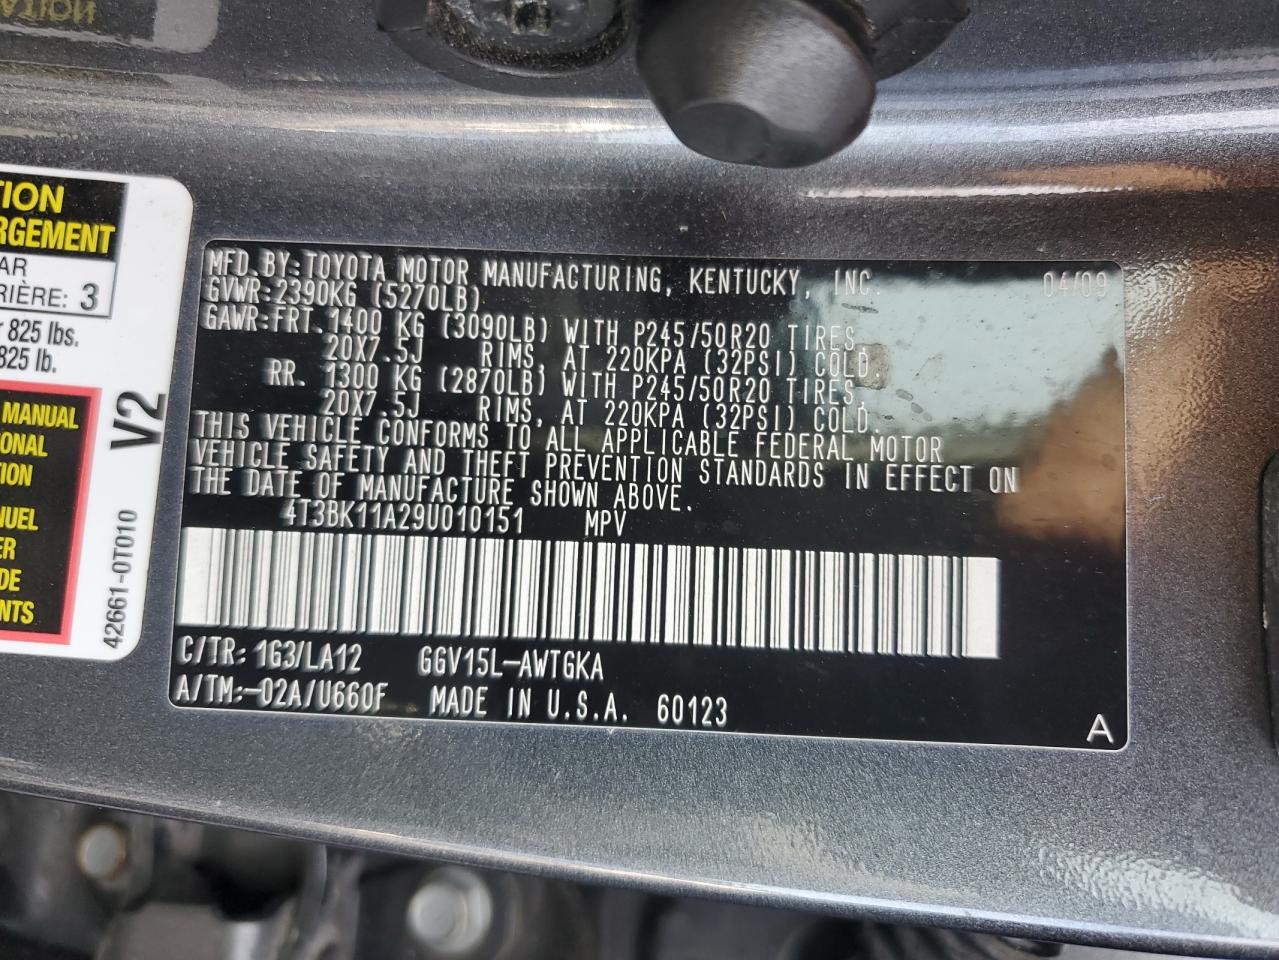 TION
RGEMENT
AR
RIÈRE: 3
r 825 lbs.
825 lb.
MANUAL
ONAL
TION
NUEL
ER
DE
NTS
V2
42661-0T010
MFD.BY:TOYOTA MOTOR MANUFACTURING, KENTUCKY, INC. 04/09
GVWR:2390KG (5270LB)
GAWR:FRT.1400 KG (3090LB) WITH P245/50R20 TIRES,
20X7.5J RIMS, AT 220KPA (32PSI) COLD.
RR. 1300 KG (2870LB) WITH P245/50R20 TIRES,
20X7.5J RIMS, AT 220KPA (32PSI) COLD.
THIS VEHICLE CONFORMS TO ALL APPLICABLE FEDERAL MOTOR
VEHICLE SAFETY AND THEFT PREVENTION STANDARDS IN EFFECT ON
THE DATE OF MANUFACTURE SHOWN ABOVE.
4T3BK11A29U010151 MPV
C/TR: 1G3/LA12 GGV15L-AWTGKA
A/TM:-02A/U660F MADE IN U.S.A. 60123
A